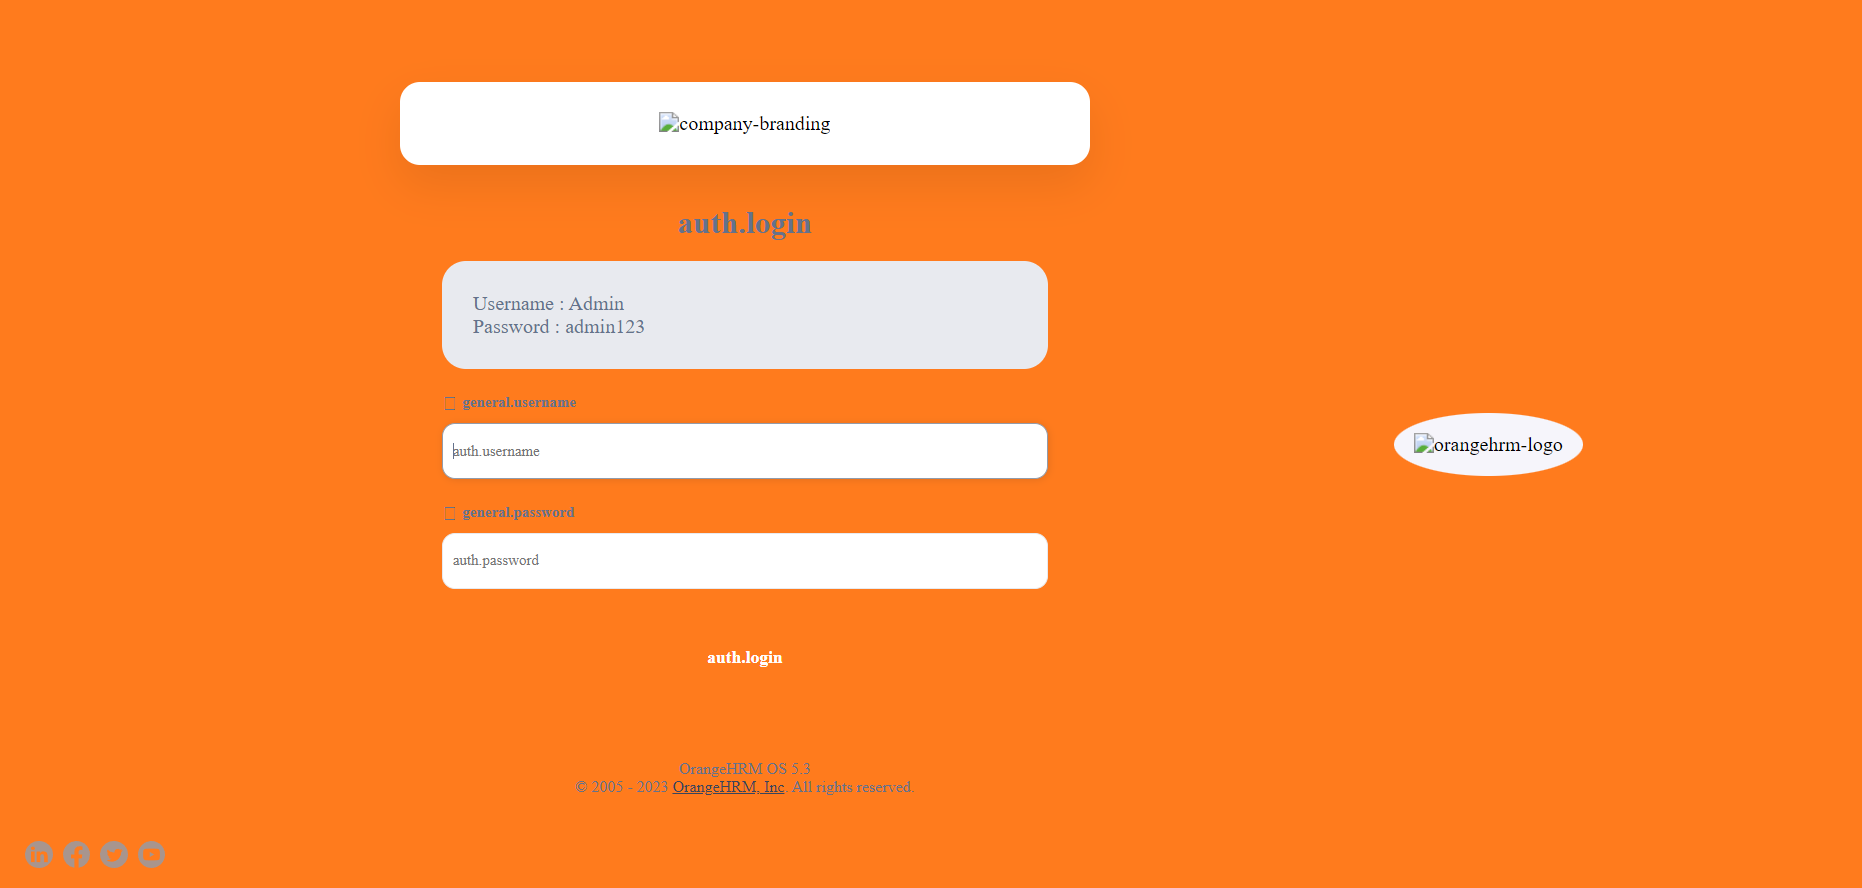 company-branding
auth.login
Username : Admin
Password : admin123
general.username
auth.username
general.password
auth.password
auth.login
orangehrm-logo
OrangeHRM OS 5.3
© 2005 - 2023 OrangeHRM, Inc. All rights reserved.